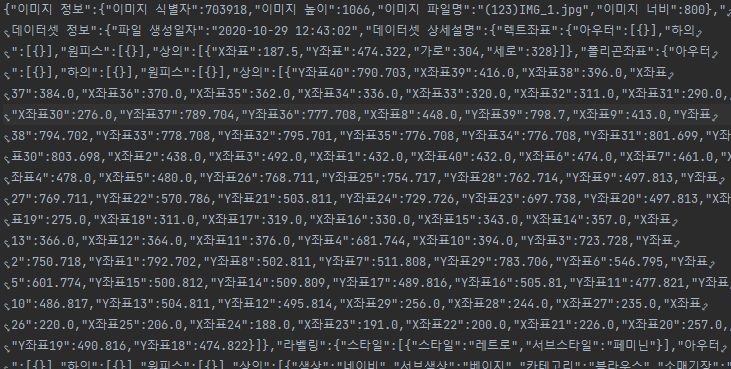 {"이미지 정보":{"이미지 식별자":703918,"이미지 높이":1066,"이미지 파일명":"(123)IMG_1.jpg","이미지 너비":800},"
데이터셋 정보":{"파일 생성일자":"2020-10-29 12:43:02","데이터셋 상세설명":{"렉트좌표":{"아우터":[{}],"하의
":[{}],"원피스":[{}],"상의":[{"X좌표":187.5,"Y좌표":474.322,"가로":304,"세로":328}]},"폴리곤좌표":{"아우터
":[{}],"하의":[{}],"원피스":[{}],"상의":[{"Y좌표40":790.703,"X좌표39":416.0,"X좌표38":396.0,"X좌표
37":384.0,"X좌표36":370.0,"X좌표35":362.0,"X좌표34":336.0,"X좌표33":320.0,"X좌표32":311.0,"X좌표31":290.0,
"X좌표30":276.0,"Y좌표37":789.704,"Y좌표36":777.708,"X좌표8":448.0,"Y좌표39":798.7,"X좌표9":413.0,"Y좌표
38":794.702,"Y좌표33":778.708,"Y좌표32":795.701,"Y좌표35":776.708,"Y좌표34":776.708,"Y좌표31":801.699,"Y좌
표30":803.698,"X좌표2":438.0,"X좌표3":492.0,"X좌표1":432.0,"X좌표40":432.0,"X좌표6":474.0,"X좌표7":461.0,"X
좌표4":478.0,"X좌표5":480.0,"Y좌표26":768.711,"Y좌표25":754.717,"Y좌표28":762.714,"Y좌표9":497.813,"Y좌표
27":769.711,"Y좌표22":570.786,"Y좌표21":503.811,"Y좌표24":729.726,"Y좌표23":697.738,"Y좌표20":497.813,"X좌
표19":275.0,"X좌표18":311.0,"X좌표17":319.0,"X좌표16":330.0,"X좌표15":343.0,"X좌표14":357.0,"X좌표
13":366.0,"X좌표12":364.0,"X좌표11":376.0,"Y좌표4":681.744,"X좌표10":394.0,"Y좌표3":723.728,"Y좌표
2":750.718,"Y좌표1":792.702,"Y좌표8":502.811,"Y좌표7":511.808,"Y좌표29":783.706,"Y좌표6":546.795,"Y좌표
5":601.774,"Y좌표15":500.812,"Y좌표14":509.809,"Y좌표17":489.816,"Y좌표16":505.81,"Y좌표11":477.821,"Y좌표
10":486.817,"Y좌표13":504.811,"Y좌표12":495.814,"X좌표29":256.0,"X좌표28":244.0,"X좌표27":235.0,"X좌표
26":220.0,"X좌표25":206.0,"X좌표24":188.0,"X좌표23":191.0,"X좌표22":200.0,"X좌표21":226.0,"X좌표20":257.0,
"Y좌표19":490.816,"Y좌표18":474.822}]},"라벨링":{"스타일":[{"스타일":"레트로","서브스타일":"페미닌"}],"아우터
":[{}],"하의":[{}],"원피스":[{}],"상의":[{"색상":"네이비","서브색상":"베이지","카테고리":"블라우스","소매기장":"